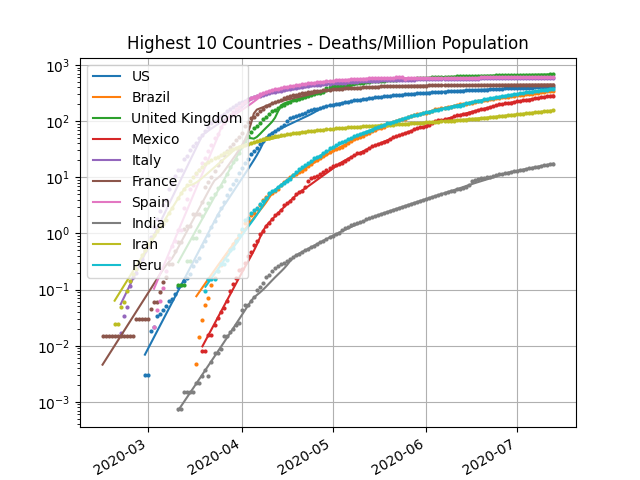 Highest 10 Countries - Deaths/Million Population
10³
10²
10¹
10⁰
10⁻¹
10⁻²
10⁻³
US
Brazil
United Kingdom
Mexico
Italy
France
Spain
India
Iran
Peru
2020-03
2020-04
2020-05
2020-06
2020-07